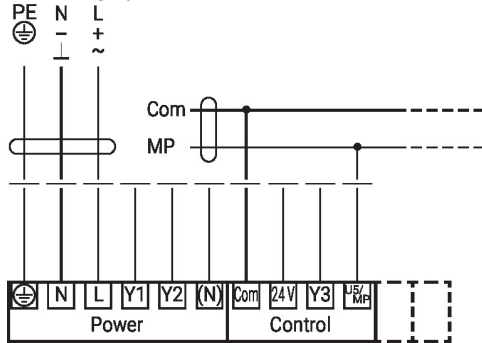 PE N L
- +
⊥ ~
Com
MP
N L Y1 Y2 (N) Com 24V Y3 U5/MP
Power Control